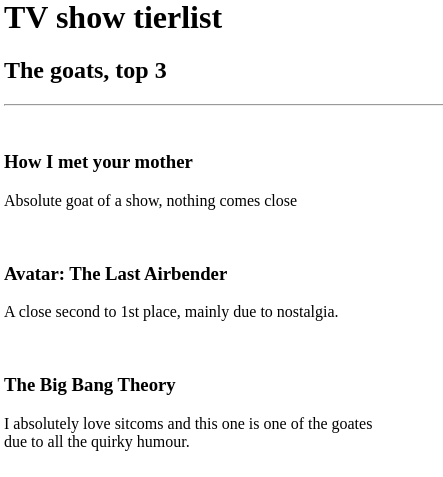 TV show tierlist
The goats, top 3
How I met your mother
Absolute goat of a show, nothing comes close
Avatar: The Last Airbender
A close second to 1st place, mainly due to nostalgia.
The Big Bang Theory
I absolutely love sitcoms and this one is one of the goates
due to all the quirky humour.